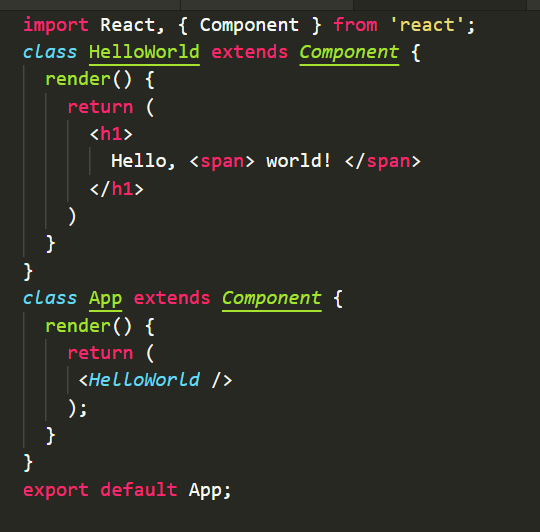 import React, { Component } from 'react';
class HelloWorld extends Component {
  render() {
    return (
      <h1>
        Hello, <span> world! </span>
      </h1>
    )
  }
}
class App extends Component {
  render() {
    return (
     <HelloWorld />
    );
  }
}
export default App;